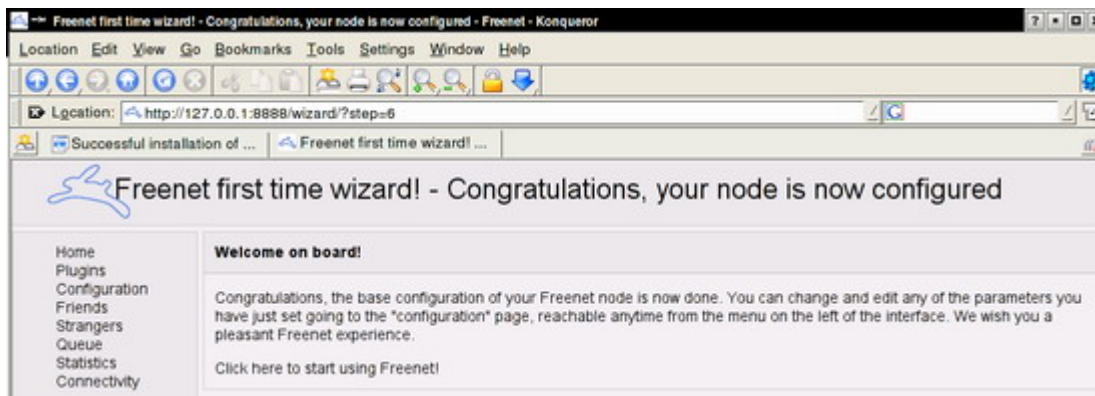 Freenet first time wizard! - Congratulations, your node is now configured - Freenet - Konqueror
Location Edit View Go Bookmarks Tools Settings Window Help
Location: http://127.0.0.1:8888/wizard/?step=6
Successful installation of ... Freenet first time wizard! ...
Freenet first time wizard! - Congratulations, your node is now configured
Home
Plugins
Configuration
Friends
Strangers
Queue
Statistics
Connectivity
Welcome on board!
Congratulations, the base configuration of your Freenet node is now done. You can change and edit any of the parameters you
have just set going to the "configuration" page, reachable anytime from the menu on the left of the interface. We wish you a
pleasant Freenet experience.
Click here to start using Freenet!